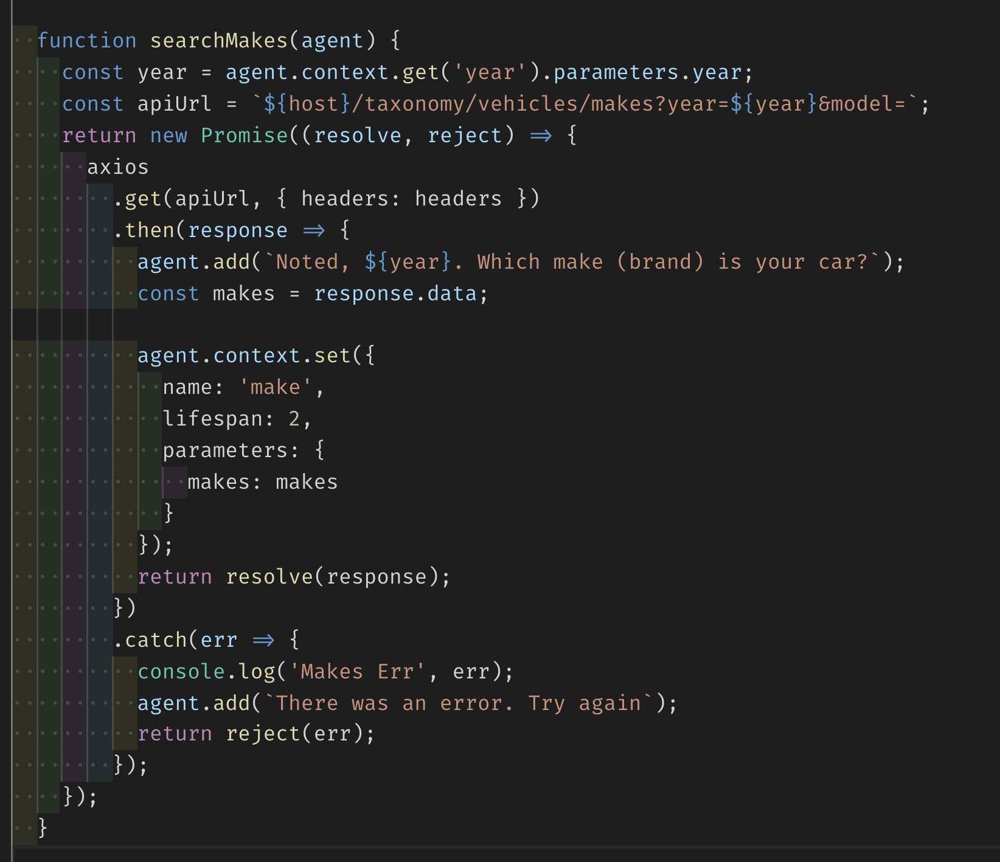 function searchMakes(agent) {
const year = agent.context.get('year').parameters.year;
const apiUrl = `${host}/taxonomy/vehicles/makes?year=${year}&model=`;
return new Promise((resolve, reject) => {
axios
.get(apiUrl, { headers: headers })
.then(response => {
agent.add(`Noted, ${year}. Which make (brand) is your car?`);
const makes = response.data;
agent.context.set({
name: 'make',
lifespan: 2,
parameters: {
makes: makes
}
});
return resolve(response);
})
.catch(err => {
console.log('Makes Err', err);
agent.add(`There was an error. Try again`);
return reject(err);
});
});
}